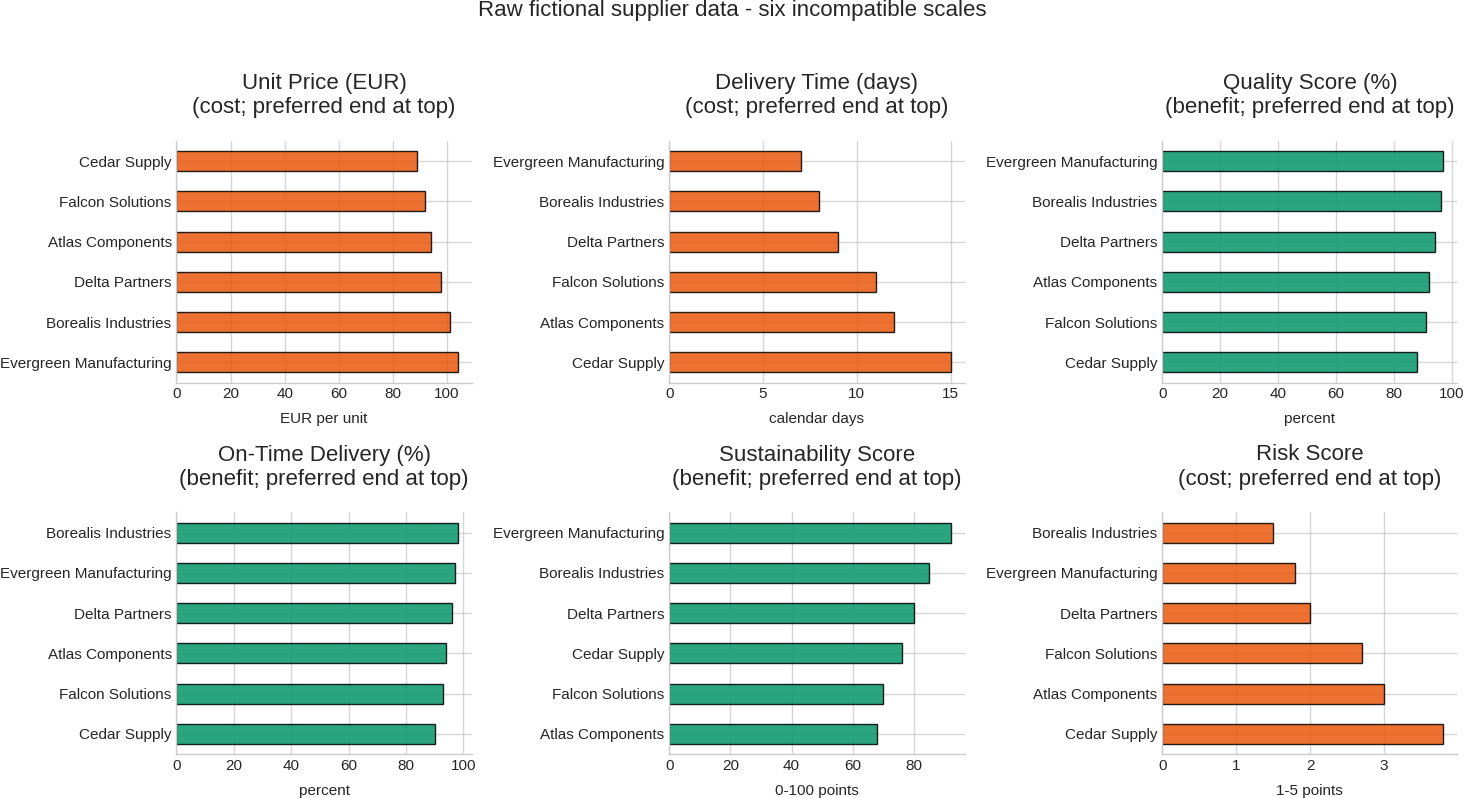 Raw fictional supplier data - six incompatible scales
Unit Price (EUR)
(cost; preferred end at top)
Cedar Supply
Falcon Solutions
Atlas Components
Delta Partners
Borealis Industries
Evergreen Manufacturing
0 20 40 60 80 100
EUR per unit
Delivery Time (days)
(cost; preferred end at top)
Evergreen Manufacturing
Borealis Industries
Delta Partners
Falcon Solutions
Atlas Components
Cedar Supply
0 5 10 15
calendar days
Quality Score (%)
(benefit; preferred end at top)
Evergreen Manufacturing
Borealis Industries
Delta Partners
Atlas Components
Falcon Solutions
Cedar Supply
0 20 40 60 80 100
percent
On-Time Delivery (%)
(benefit; preferred end at top)
Borealis Industries
Evergreen Manufacturing
Delta Partners
Atlas Components
Falcon Solutions
Cedar Supply
0 20 40 60 80 100
percent
Sustainability Score
(benefit; preferred end at top)
Evergreen Manufacturing
Borealis Industries
Delta Partners
Cedar Supply
Falcon Solutions
Atlas Components
0 20 40 60 80
0-100 points
Risk Score
(cost; preferred end at top)
Borealis Industries
Evergreen Manufacturing
Delta Partners
Falcon Solutions
Atlas Components
Cedar Supply
0 1 2 3
1-5 points